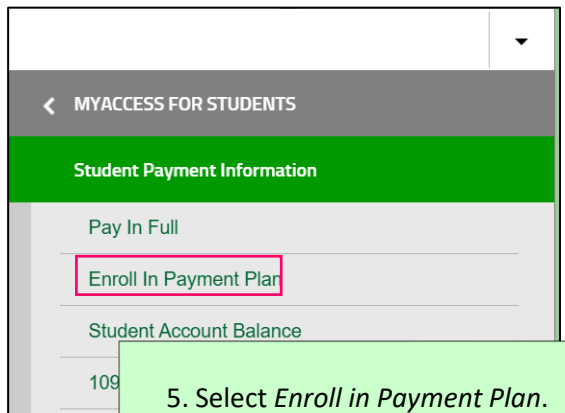 MYACCESS FOR STUDENTS
Student Payment Information
Pay In Full
Enroll In Payment Plan
Student Account Balance
109
5. Select Enroll in Payment Plan.